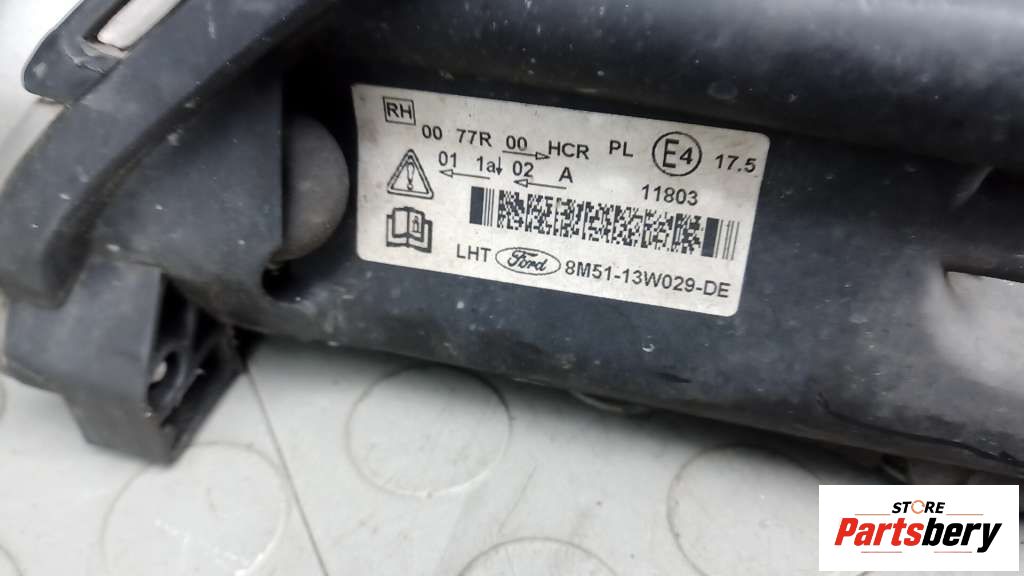 RH
00 77R 00 HCR PL E4 17.5
01 1a 02 A 11803
LHT Ford 8M51-13W029-DE
STORE
Partsbery